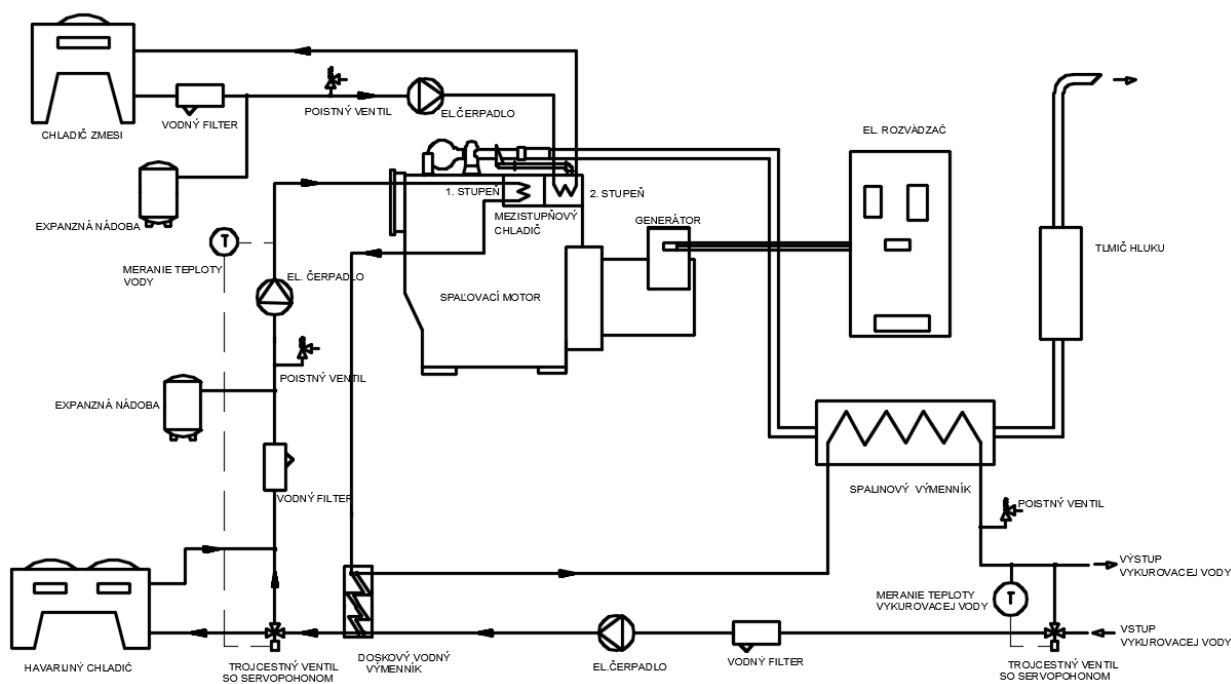 CHLADIČ ZMESI
VODNÝ FILTER
POISTNÝ VENTIL
EL.ČERPADLO
EL. ROZVÁDZAČ
EXPANZNÁ NÁDOBA
1. STUPEŇ
2. STUPEŇ
MEZISTUPŇOVÝ
CHLADIČ
GENERÁTOR
TLMIČ HLUKU
T
MERANIE TEPLOTY
VODY
EL. ČERPADLO
SPAĽOVACÍ MOTOR
POISTNÝ VENTIL
EXPANZNÁ NÁDOBA
VODNÝ FILTER
SPALINOVÝ VÝMENNÍK
POISTNÝ VENTIL
VÝSTUP
VYKUROVACEJ VODY
MERANIE TEPLOTY
VYKUROVACEJ VODY
T
VSTUP
VYKUROVACEJ VODY
HAVARIJNÝ CHLADIČ
TROJCESTNÝ VENTIL
SO SERVOPOHONOM
DOSKOVÝ VODNÝ
VÝMENNÍK
EL.ČERPADLO
VODNÝ FILTER
TROJCESTNÝ VENTIL
SO SERVOPOHONOM